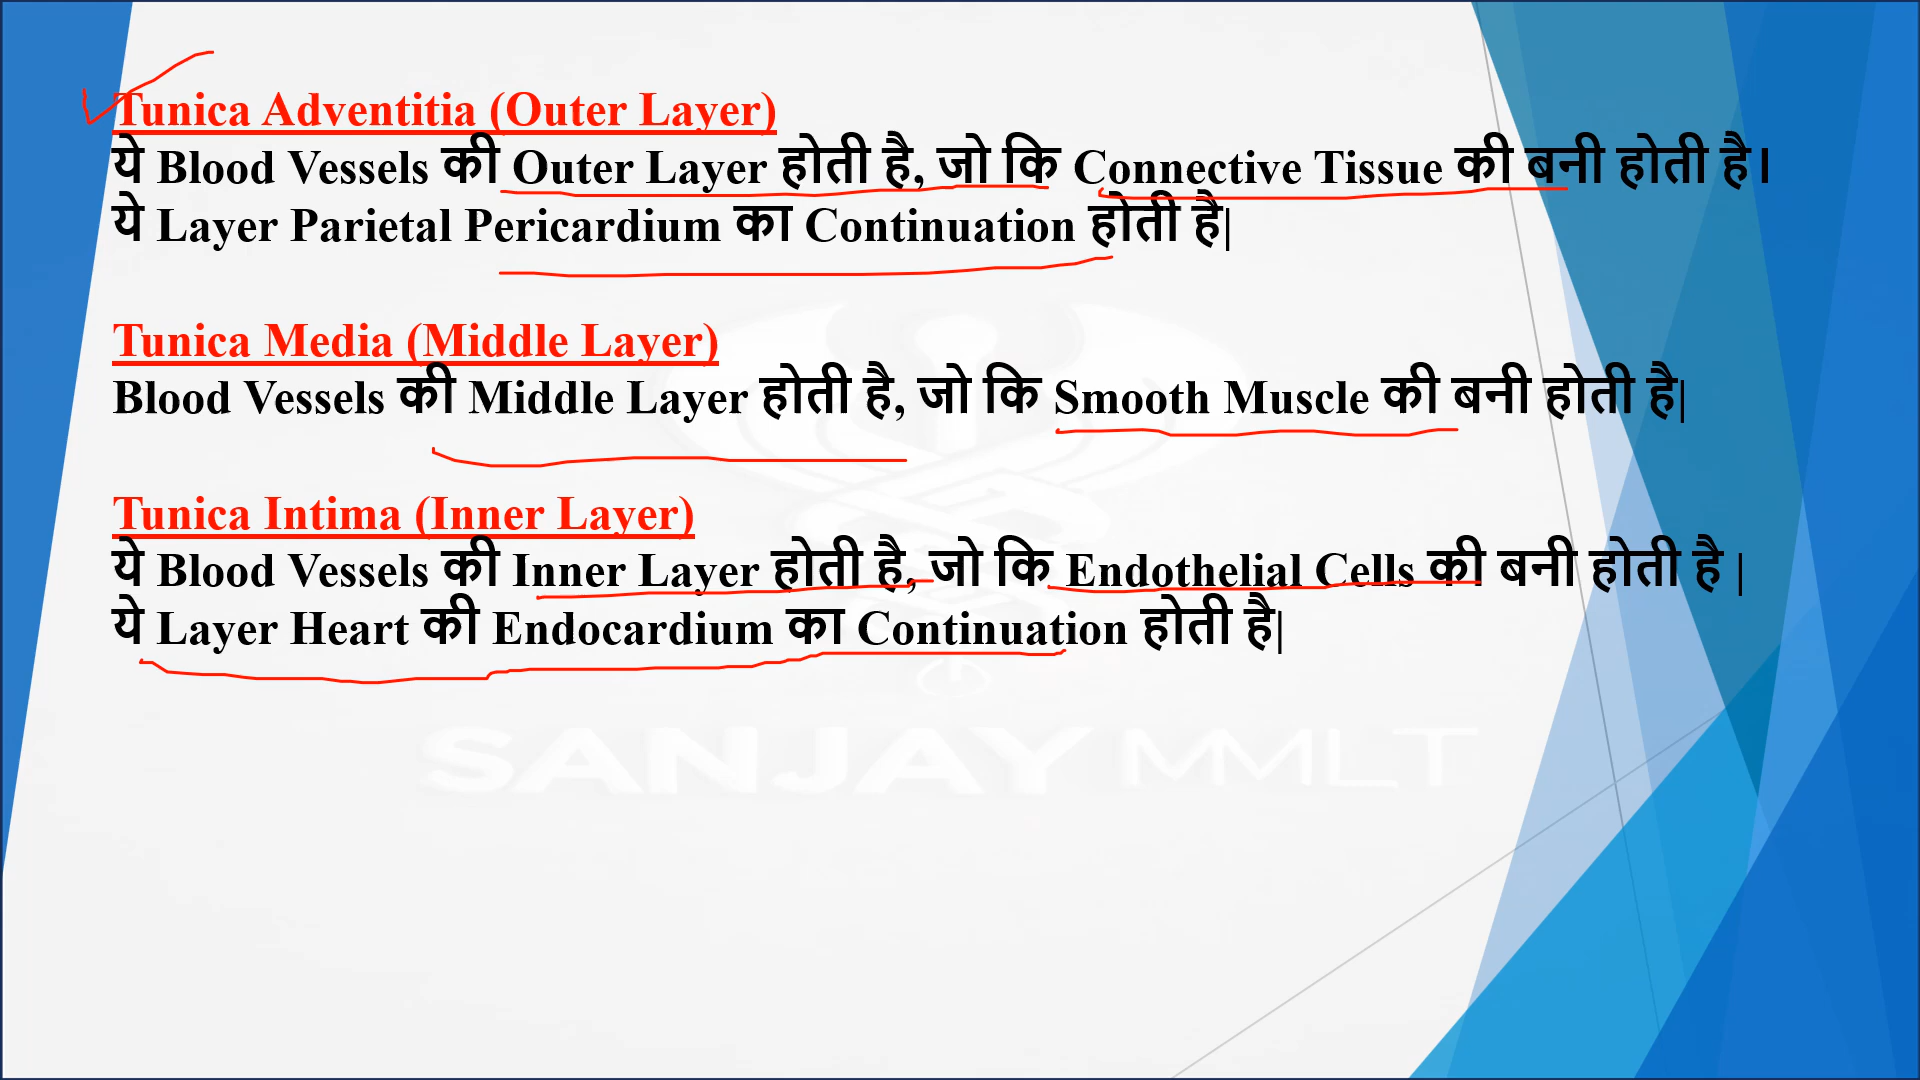 Tunica Adventitia (Outer Layer)
ये Blood Vessels की Outer Layer होती है, जो कि Connective Tissue की बनी होती है।
ये Layer Parietal Pericardium का Continuation होती है|
Tunica Media (Middle Layer)
Blood Vessels की Middle Layer होती है, जो कि Smooth Muscle की बनी होती है|
Tunica Intima (Inner Layer)
ये Blood Vessels की Inner Layer होती है, जो कि Endothelial Cells की बनी होती है |
ये Layer Heart की Endocardium का Continuation होती है|
SANJAY MMLT